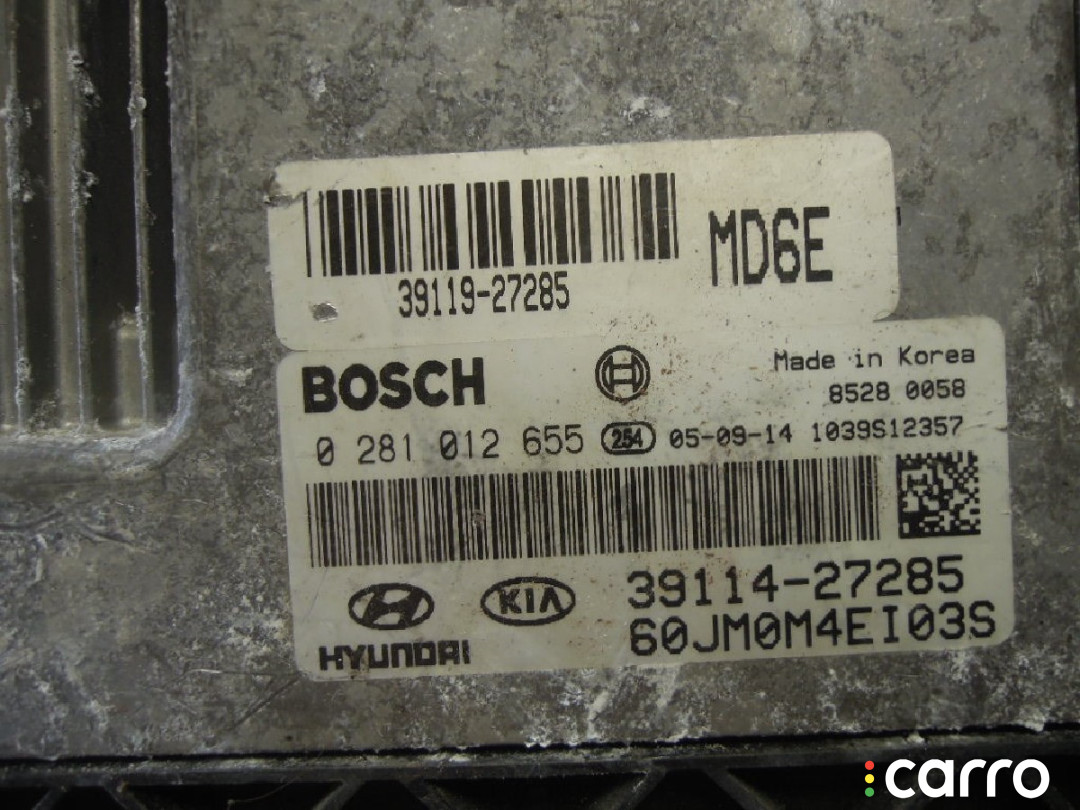 MD6E
39119-27285
BOSCH
Made in Korea
8528 0058
0 281 012 655 254 05-09-14 1039S12357
39114-27285
KIA
60JM0M4EI03S
HYUNDAI
carro